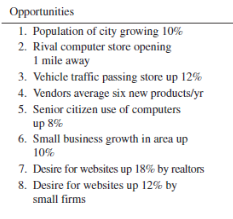 Opportunities
1. Population of city growing 10%
2. Rival computer store opening
1 mile away
3. Vehicle traffic passing store up 12%
4. Vendors average six new products/yr
5. Senior citizen use of computers
up 8%
6. Small business growth in area up
10%
7. Desire for websites up 18% by realtors
8. Desire for websites up 12% by
small firms